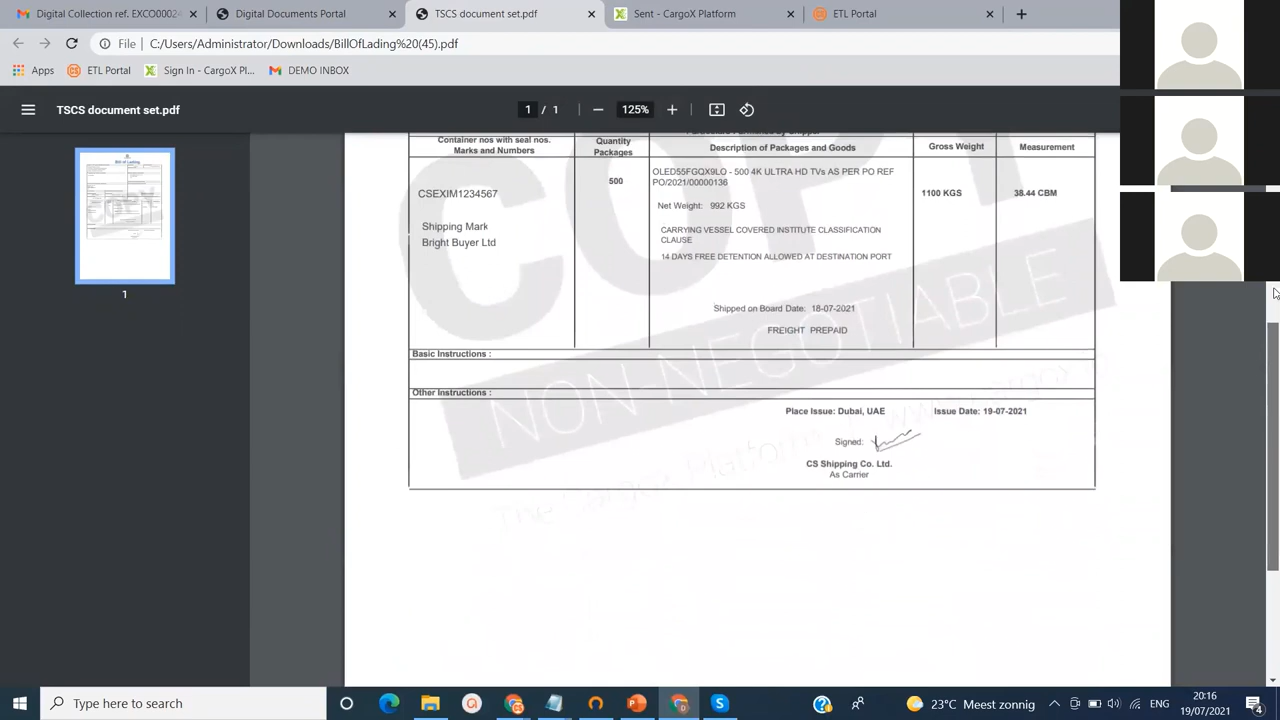 Digital Collection ref. EXCO0002
Digital Documents Portal
TSCS document set.pdf
Sent - CargoX Platform
ETL Portal
File
C:/Users/Administrator/Downloads/BillOfLading%20(45).pdf
Apps
ETL Portal
Sign In - CargoX Pl...
DEMO INBOX
TSCS document set.pdf
1 / 1
125%
1
Container nos with seal nos.
Marks and Numbers
Quantity
Packages
Description of Packages and Goods
Gross Weight
Measurement
CSEXIM1234567
Shipping Mark
Bright Buyer Ltd
500
OLED55FGQX9LQ - 500 4K ULTRA HD TVs AS PER PO REF
PO/2021/00000136
Net Weight: 992 KGS
CARRYING VESSEL COVERED INSTITUTE CLASSIFICATION
CLAUSE
14 DAYS FREE DETENTION ALLOWED AT DESTINATION PORT
Shipped on Board Date: 18-07-2021
FREIGHT PREPAID
1100 KGS
38.44 CBM
COPY
NON-NEGOTIABLE
Basic Instructions :
Other Instructions :
Place Issue: Dubai, UAE
Issue Date: 19-07-2021
Signed:
CS Shipping Co. Ltd.
As Carrier
Type here to search
23°C Meest zonnig
ENG
20:16
19/07/2021
4